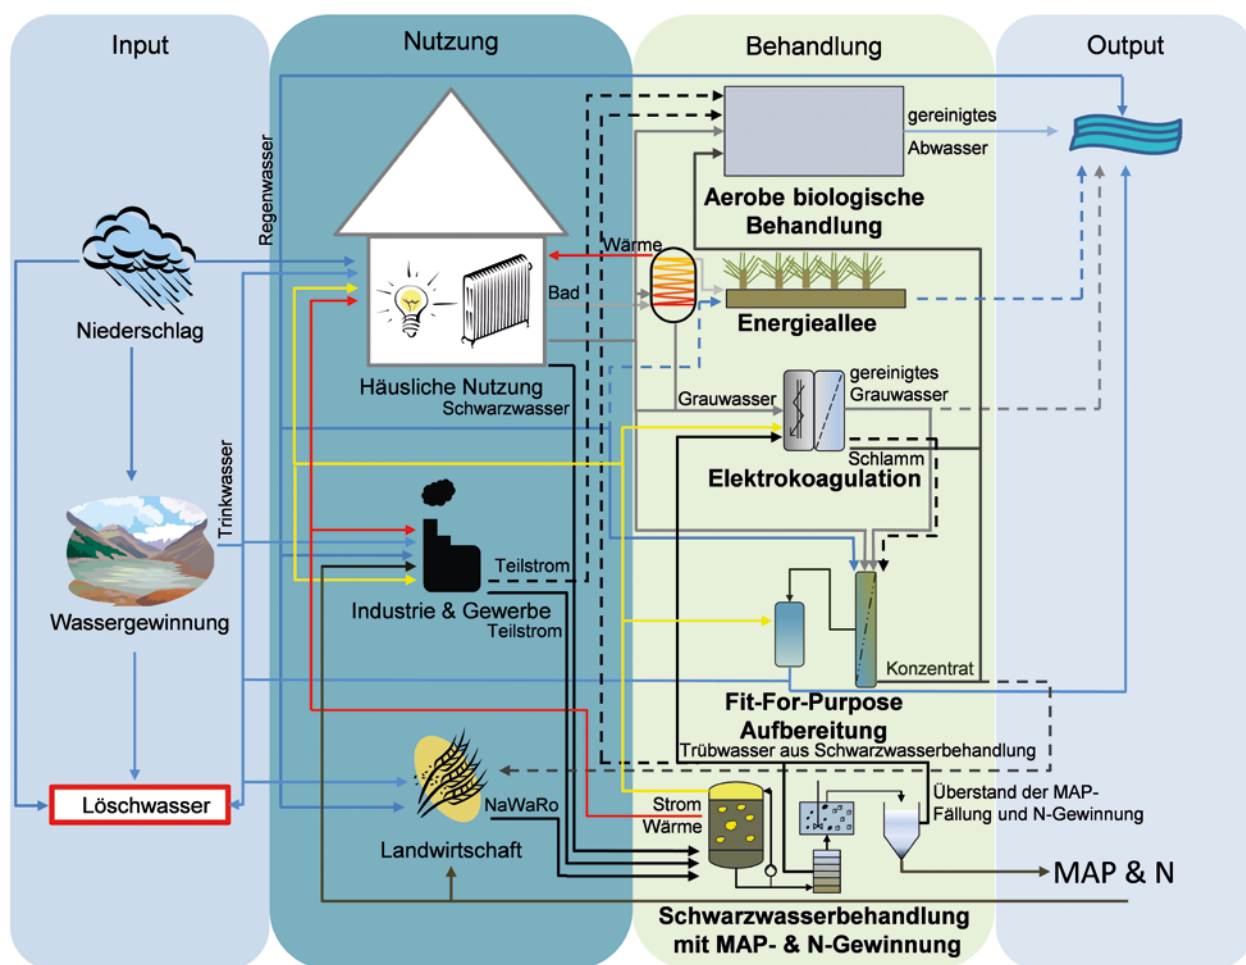 Input
Nutzung
Behandlung
Output
Regenwasser
gereinigtes
Abwasser
Aerobe biologische
Behandlung
Wärme
Bad
Niederschlag
Energieallee
Häusliche Nutzung
Schwarzwasser
Grauwasser
gereinigtes
Grauwasser
Schlamm
Elektrokoagulation
Trinkwasser
Teilstrom
Industrie & Gewerbe
Teilstrom
Wassergewinnung
Konzentrat
Fit-For-Purpose
Aufbereitung
Trübwasser aus Schwarzwasserbehandlung
Löschwasser
NaWaRo
Strom
Wärme
Überstand der MAP-
Fällung und N-Gewinnung
Landwirtschaft
MAP & N
Schwarzwasserbehandlung
mit MAP- & N-Gewinnung